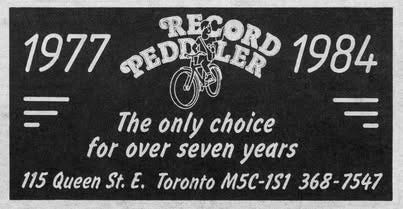 RECORD
PEDDLER
1977 1984
The only choice
for over seven years
115 Queen St. E. Toronto M5C-1S1 368-7547